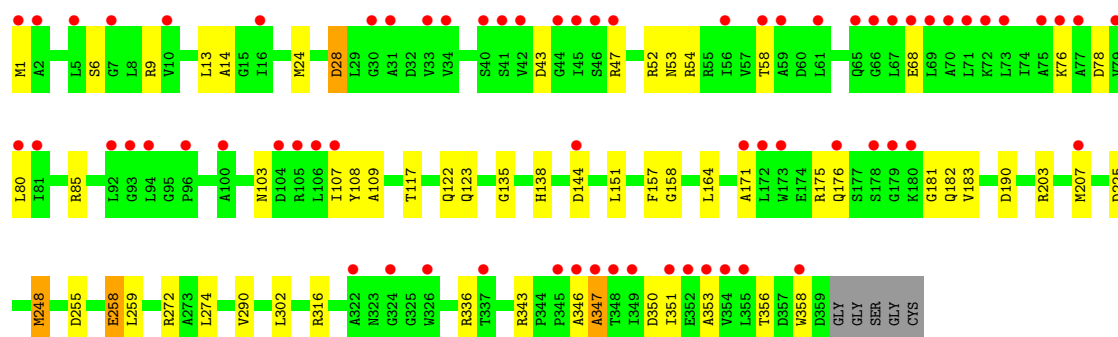 M1 A2 L5 S6 G7 L8 R9 V10 L13 A14 G15 I16 M24 D28 L29 G30 A31 D32 V33 V34 S40 S41 V42 D43 G44 I45 S46 R47 R52 N53 R54 R55 I56 V57 T58 A59 D60 L61 Q65 G66 L67 E68 L69 A70 L71 K72 L73 I74 A75 K76 A77 D78 V79
L80 I81 R85 L92 G93 L94 G95 P96 A100 N103 D104 R105 L106 I107 Y108 A109 T117 Q122 Q123 G135 H138 D144 L151 F157 G158 L164 A171 L172 W173 E174 R175 Q176 S177 S178 G179 K180 G181 Q182 V183 D190 R203 M207
M248 D255 E258 L259 R272 A273 L274 V290 L302 R316 A322 N323 G324 G325 W326 R336 T337 R343 P344 P345 A346 A347 T348 I349 D350 I351 E352 A353 V354 L355 T356 D357 W358 D359 GLY GLY SER GLY CYS